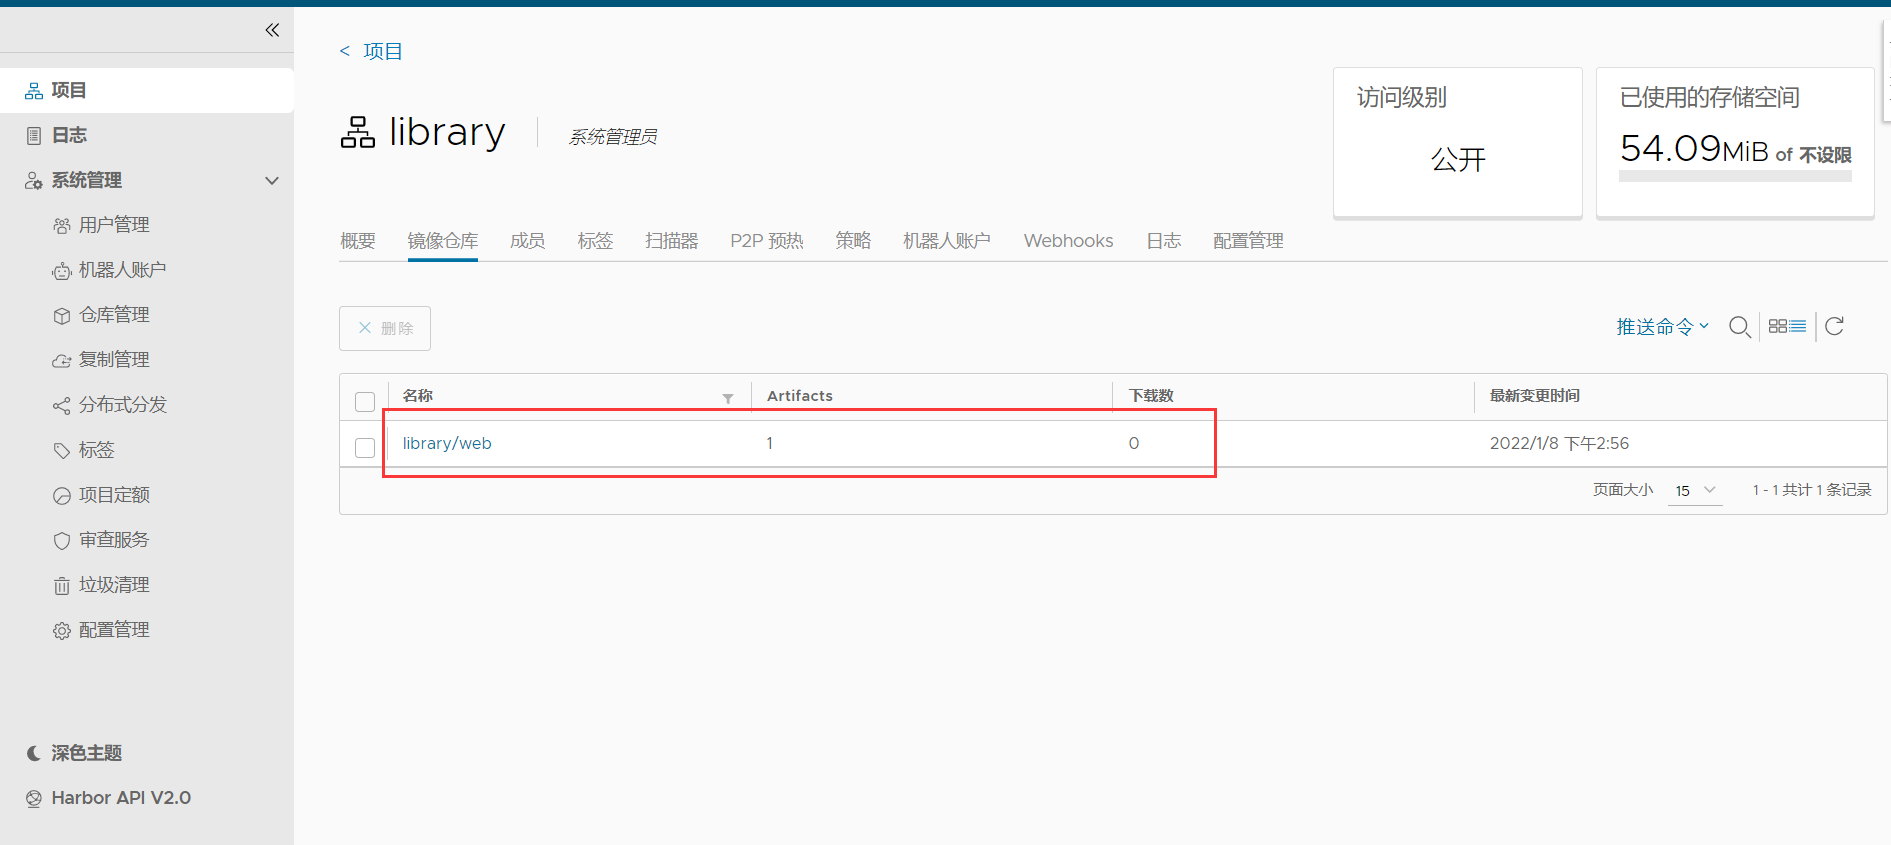 项目
日志
系统管理
用户管理
机器人账户
仓库管理
复制管理
分布式分发
标签
项目定额
审查服务
垃圾清理
配置管理
深色主题
Harbor API V2.0
< 项目
library 系统管理员
访问级别
公开
已使用的存储空间
54.09MiB of 不设限
概要 镜像仓库 成员 标签 扫描器 P2P 预热 策略 机器人账户 Webhooks 日志 配置管理
删除
推送命令
名称 Artifacts 下载数 最新变更时间
library/web 1 0 2022/1/8 下午2:56
页面大小 15 1 - 1 共计 1 条记录